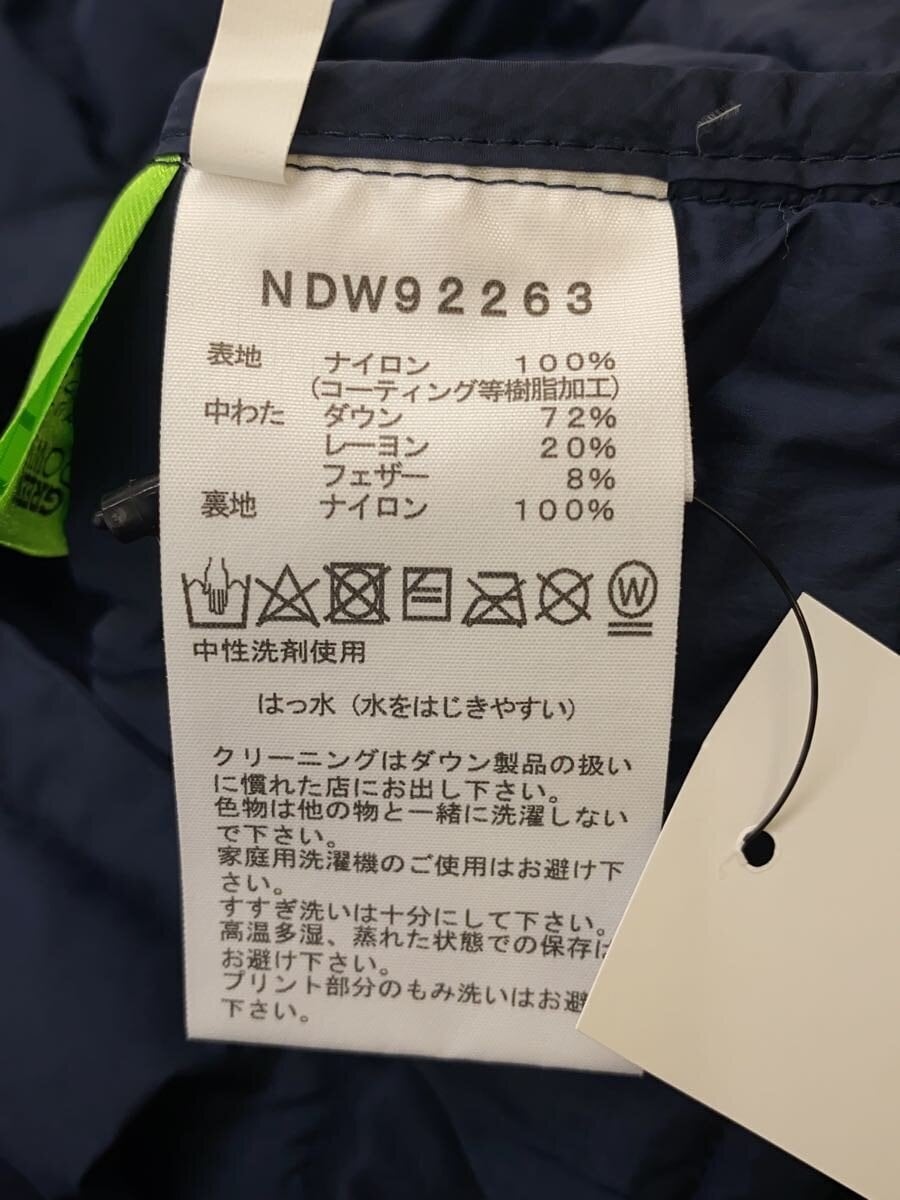 NDW92263
表地 ナイロン 100%
(コーティング等樹脂加工)
中わた ダウン 72%
レーヨン 20%
フェザー 8%
裏地 ナイロン 100%
W
中性洗剤使用
はっ水(水をはじきやすい)
クリーニングはダウン製品の扱い
に慣れた店にお出し下さい。
色物は他の物と一緒に洗濯しない
で下さい。
家庭用洗濯機のご使用はお避け下
さい。
すすぎ洗いは十分にして下さい。
高温多湿、蒸れた状態での保存は
お避け下さい。
プリント部分のもみ洗いはお避
下さい。